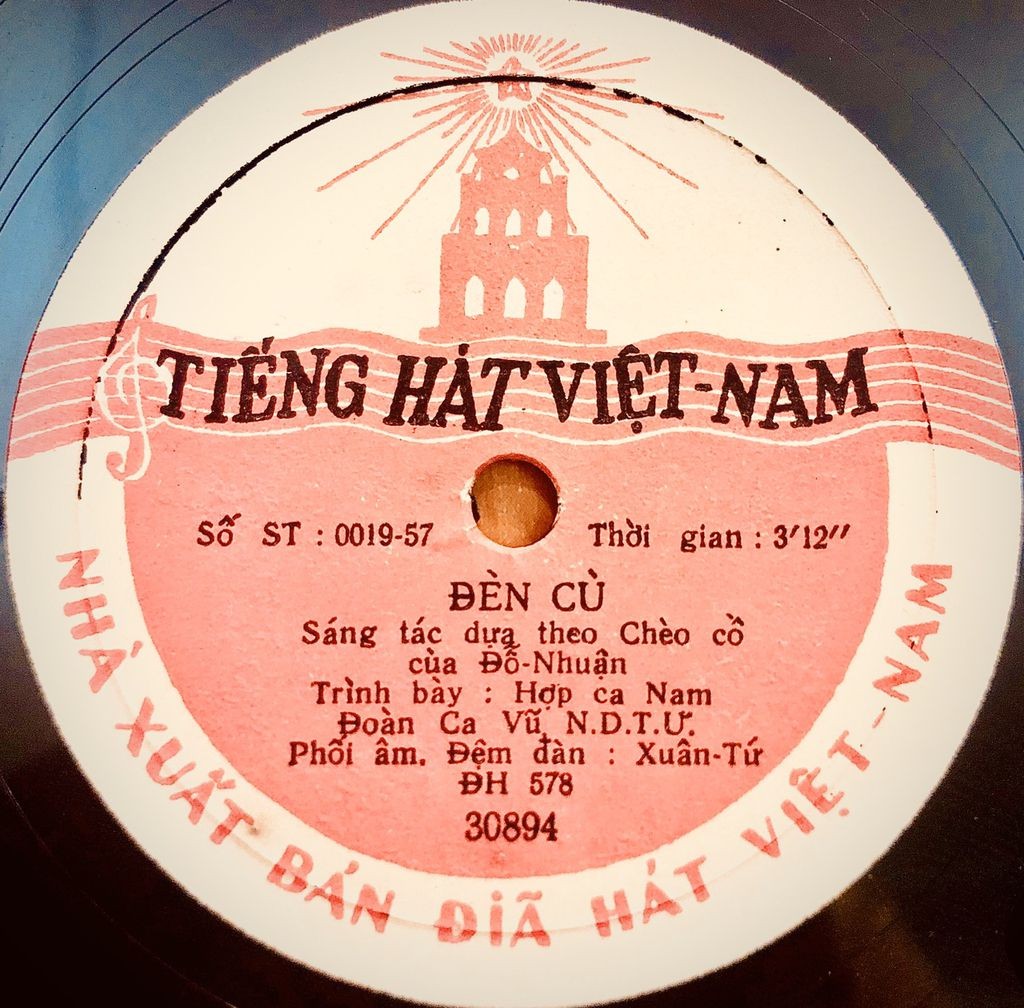 TIẾNG HÁT VIỆT-NAM
Số ST : 0019-57
Thời gian : 3'12''
ĐÈN CÙ
Sáng tác dựa theo Chèo cổ
của Đỗ-Nhuận
Trình bày : Hợp ca Nam
Đoàn Ca Vũ N.D.T.Ư.
Phối âm. Đệm đàn : Xuân-Tứ
ĐH 578
30894
NHÀ XUẤT BẢN ĐĨA HÁT VIỆT-NAM